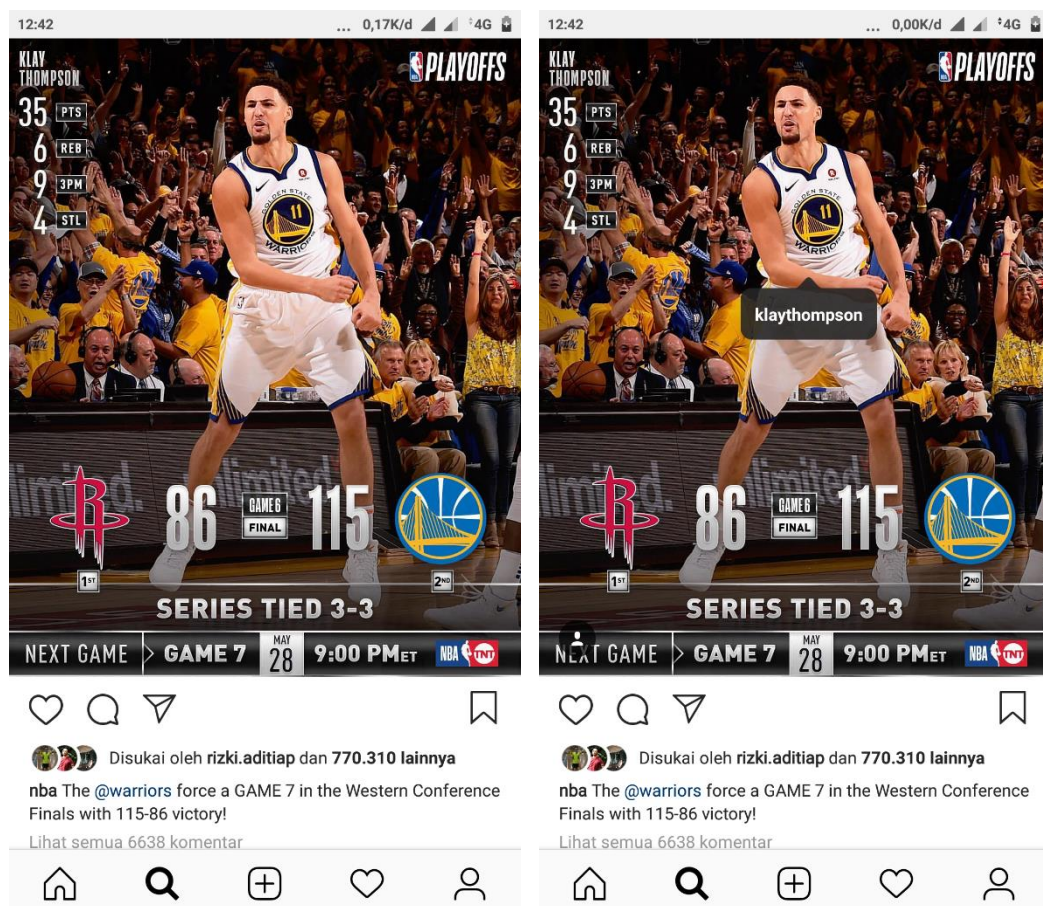 12:42
... 0,17K/d 4G
KLAY
THOMPSON
PLAYOFFS
35 PTS
6 REB
9 3PM
4 STL
GOLDEN STATE
11
WARRIORS
86 GAME 6 115
FINAL
1ST 2ND
SERIES TIED 3-3
NEXT GAME > GAME 7 MAY 28 9:00 PM ET NBA TNT
Disukai oleh rizki.aditiap dan 770.310 lainnya
nba The @warriors force a GAME 7 in the Western Conference
Finals with 115-86 victory!
Lihat semua 6638 komentar
12:42
... 0,00K/d 4G
KLAY
THOMPSON
PLAYOFFS
35 PTS
6 REB
9 3PM
4 STL
GOLDEN STATE
11
WARRIORS
klaythompson
86 GAME 6 115
FINAL
1ST 2ND
SERIES TIED 3-3
NEXT GAME > GAME 7 MAY 28 9:00 PM ET NBA TNT
Disukai oleh rizki.aditiap dan 770.310 lainnya
nba The @warriors force a GAME 7 in the Western Conference
Finals with 115-86 victory!
Lihat semua 6638 komentar